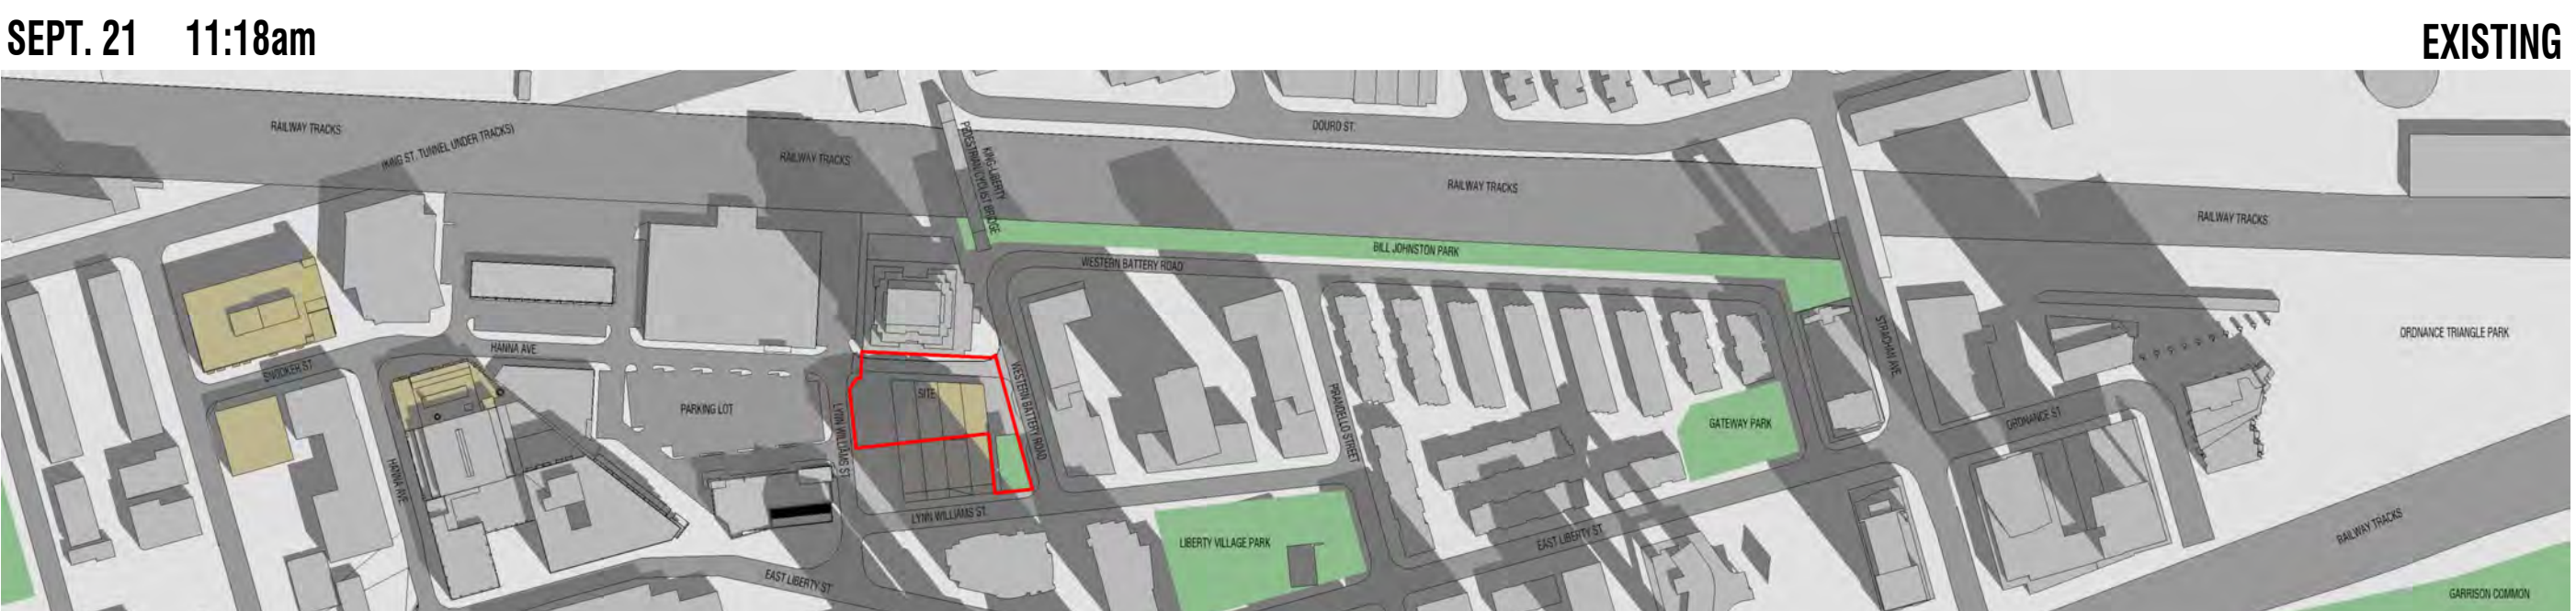 SEPT. 21 11:18am
EXISTING
RAILWAY TRACKS
(KING ST. TUNNEL UNDER TRACKS)
RAILWAY TRACKS
KING-LIBERTY
PEDESTRIAN/CYCLIST BRIDGE
DOURO ST.
RAILWAY TRACKS
RAILWAY TRACKS
BILL JOHNSTON PARK
WESTERN BATTERY ROAD
STRACHAN AVE.
ORDNANCE TRIANGLE PARK
HANNA AVE.
SNOOKER ST.
PARKING LOT
LYNN WILLIAMS ST.
SITE
WESTERN BATTERY ROAD
PIRANDELLO STREET
GATEWAY PARK
ORDNANCE ST.
HANNA AVE.
LYNN WILLIAMS ST.
LIBERTY VILLAGE PARK
EAST LIBERTY ST.
EAST LIBERTY ST.
RAILWAY TRACKS
GARRISON COMMON